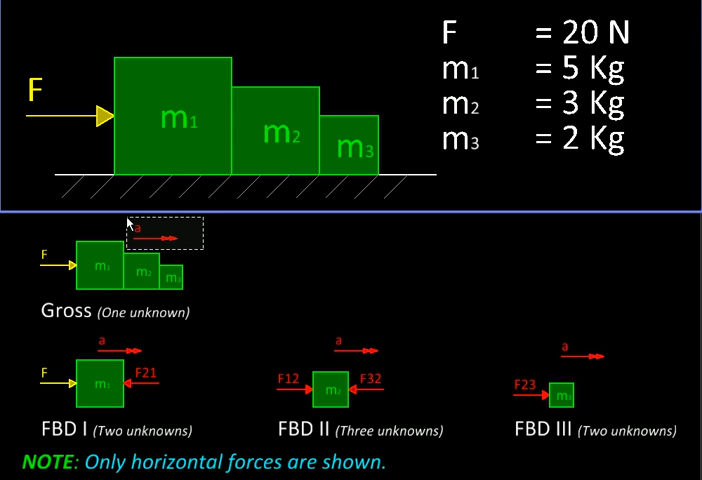 F = 20 N
m1 = 5 Kg
m2 = 3 Kg
m3 = 2 Kg
F
m1
m2
m3
a
F
m1
m2
m3
Gross (One unknown)
a
F
m1
F21
FBD I (Two unknowns)
a
F12
m2
F32
FBD II (Three unknowns)
a
F23
m3
FBD III (Two unknowns)
NOTE: Only horizontal forces are shown.